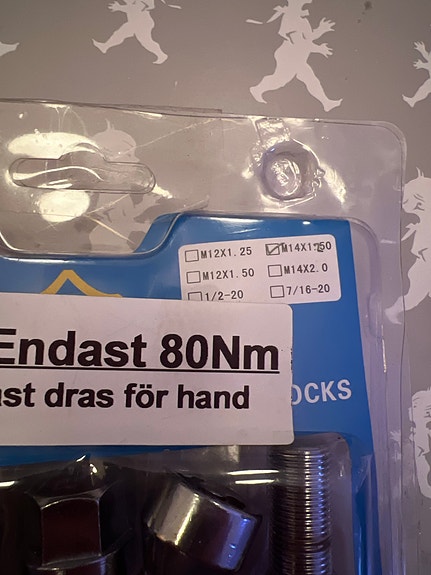 M12X1.25 M14X1.50
M12X1.50 M14X2.0
1/2-20 7/16-20
Endast 80Nm
st dras för hand
OCKS